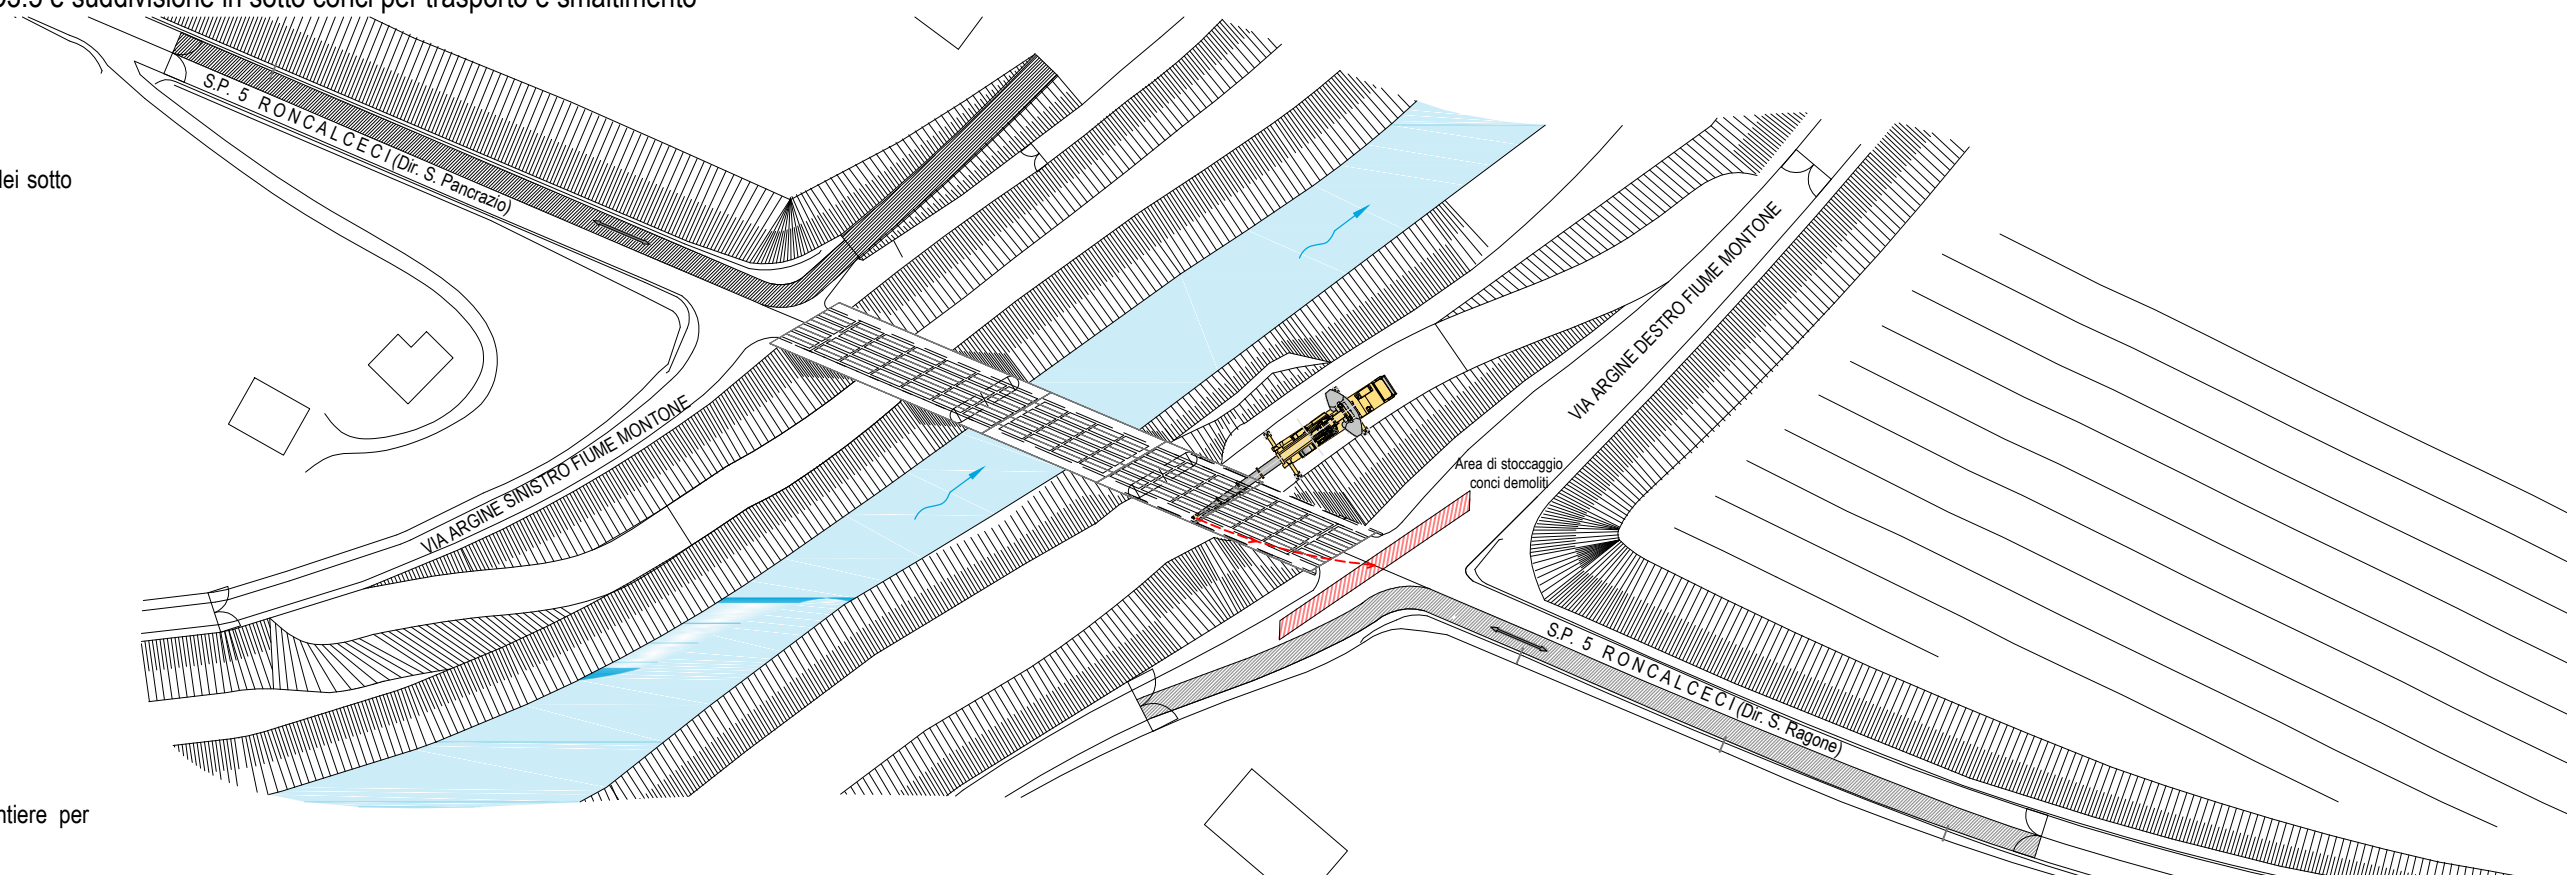 e suddivisione in sotto conci per trasporto e smaltimento
S.P. 5 RONCALCECI (Dir. S. Pancrazio)
dei sotto
VIA ARGINE DESTRO FIUME MONTONE
VIA ARGINE SINISTRO FIUME MONTONE
Area di stoccaggio
conci demoliti
S.P. 5 RONCALCECI (Dir. S. Ragone)
ntiere per